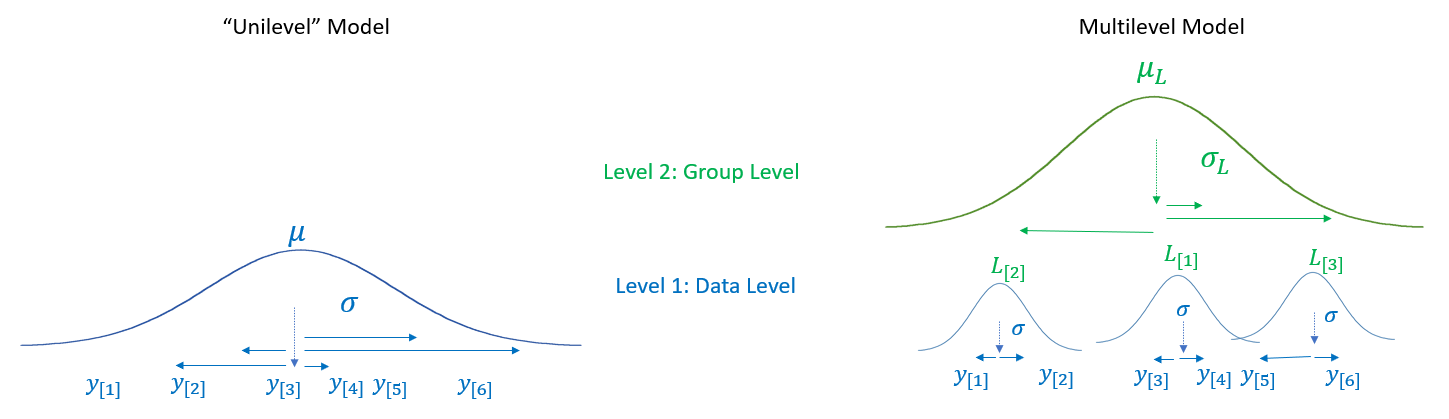 “Unilevel” Model
Multilevel Model
μ_L
Level 2: Group Level
σ_L
μ
L_[2]
L_[1]
L_[3]
Level 1: Data Level
σ
σ
σ
σ
y_[1]
y_[2]
y_[3]
y_[4]
y_[5]
y_[6]
y_[1]
y_[2]
y_[3]
y_[4]
y_[5]
y_[6]